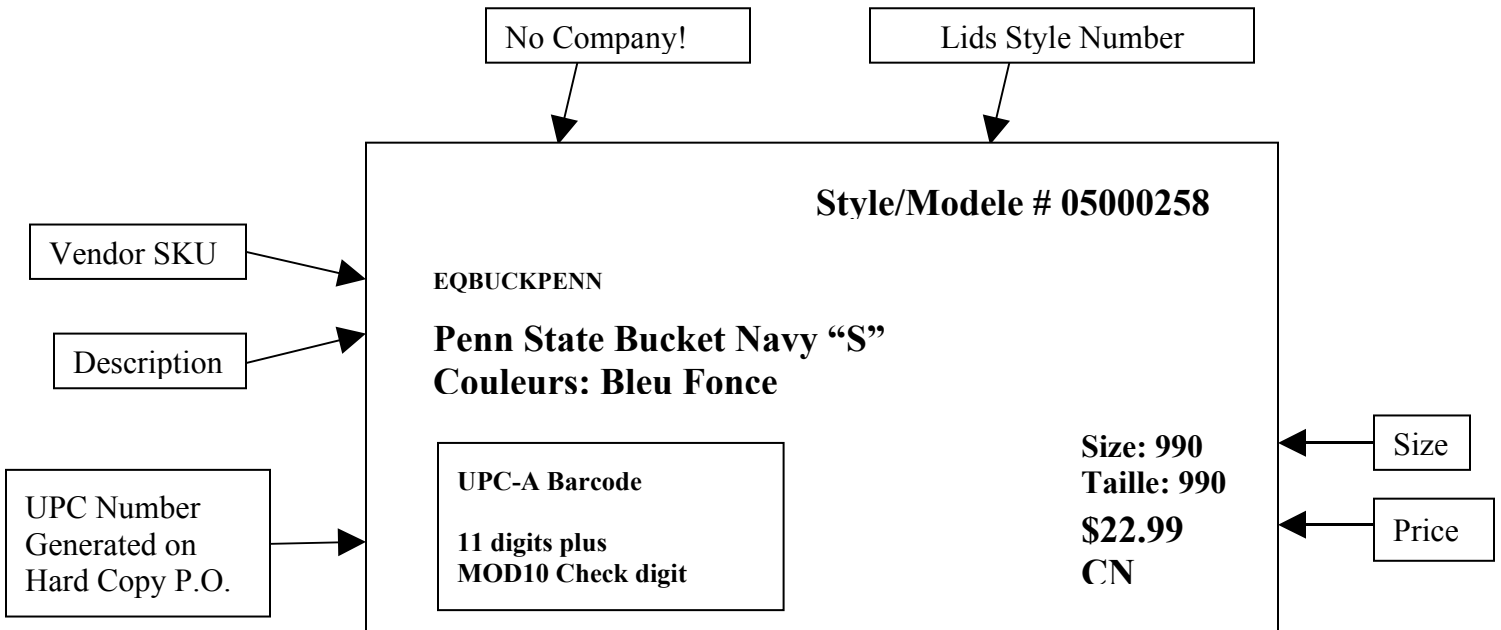 No Company!
Lids Style Number
Style/Modele # 05000258
Vendor SKU
EQBUCKPENN
Description
Penn State Bucket Navy “S”
Couleurs: Bleu Fonce
UPC Number
Generated on
Hard Copy P.O.
UPC-A Barcode
11 digits plus
MOD10 Check digit
Size: 990
Taille: 990
$22.99
CN
Size
Price